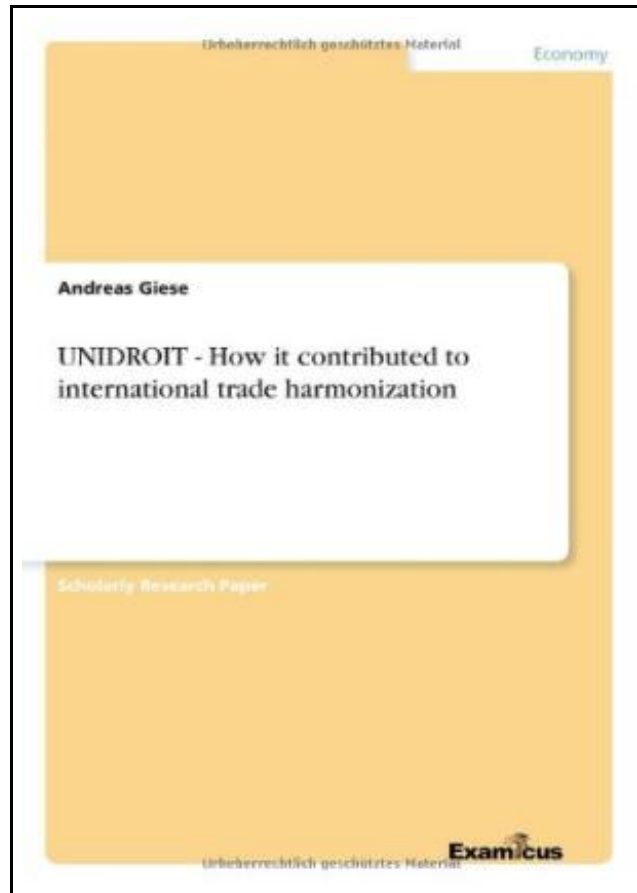 Urheberrechtlich geschütztes Material
Economy
Andreas Giese
UNIDROIT - How it contributed to
international trade harmonization
Scholarly Research Paper
Examicus
Urheberrechtlich geschütztes Material